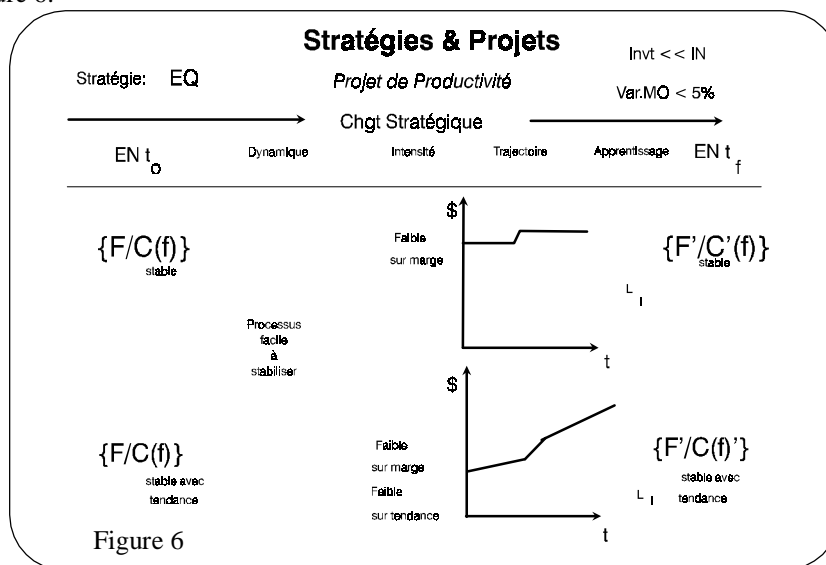 ure 6.
Stratégies & Projets
Invt << IN
Stratégie: EQ
Projet de Productivité
Var.MO < 5%
Chgt Stratégique
EN t o
Dynamique
Intensité
Trajectoire
Apprentissage
EN t f
$
{F/C(f)}
stable
Faible
sur marge
{F'/C'(f)}
stable
L I
Processus
facile
à
stabiliser
t
$
{F/C(f)}
stable avec
tendance
Faible
sur marge
Faible
sur tendance
{F'/C(f)'}
stable avec
tendance
L I
t
Figure 6